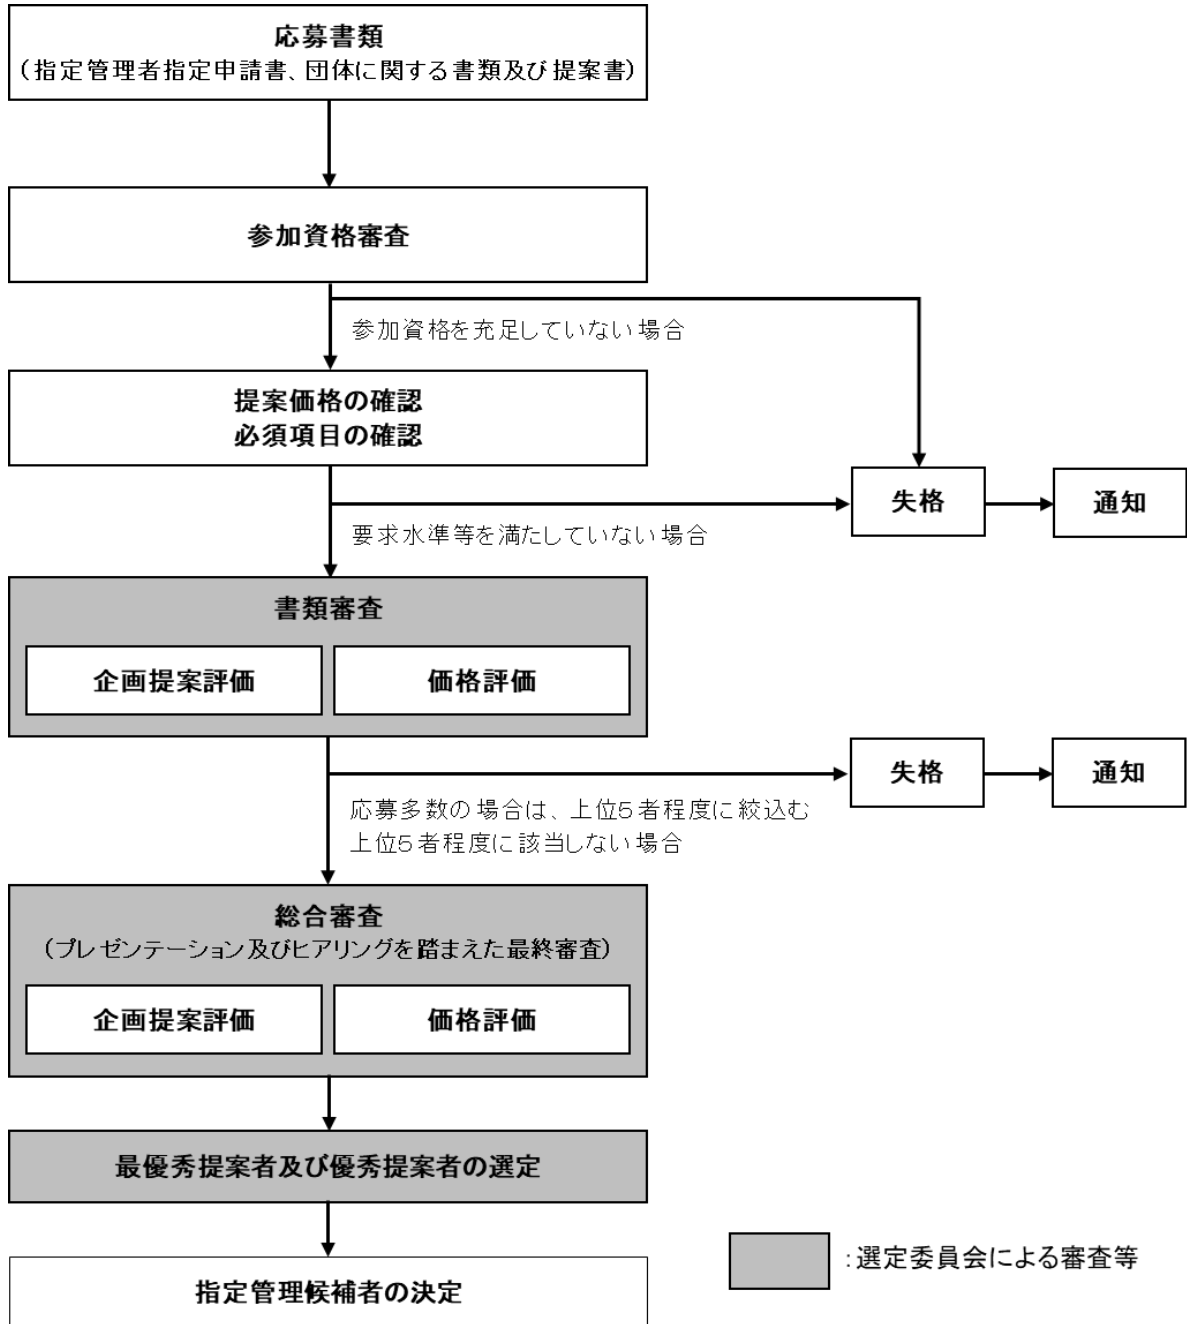 応募書類
(指定管理者指定申請書、団体に関する書類及び提案書)
参加資格審査
参加資格を充足していない場合
提案価格の確認
必須項目の確認
失格
通知
要求水準等を満たしていない場合
書類審査
企画提案評価
価格評価
失格
通知
応募多数の場合は、上位5者程度に絞込む
上位5者程度に該当しない場合
総合審査
(プレゼンテーション及びヒアリングを踏まえた最終審査)
企画提案評価
価格評価
最優秀提案者及び優秀提案者の選定
:選定委員会による審査等
指定管理候補者の決定